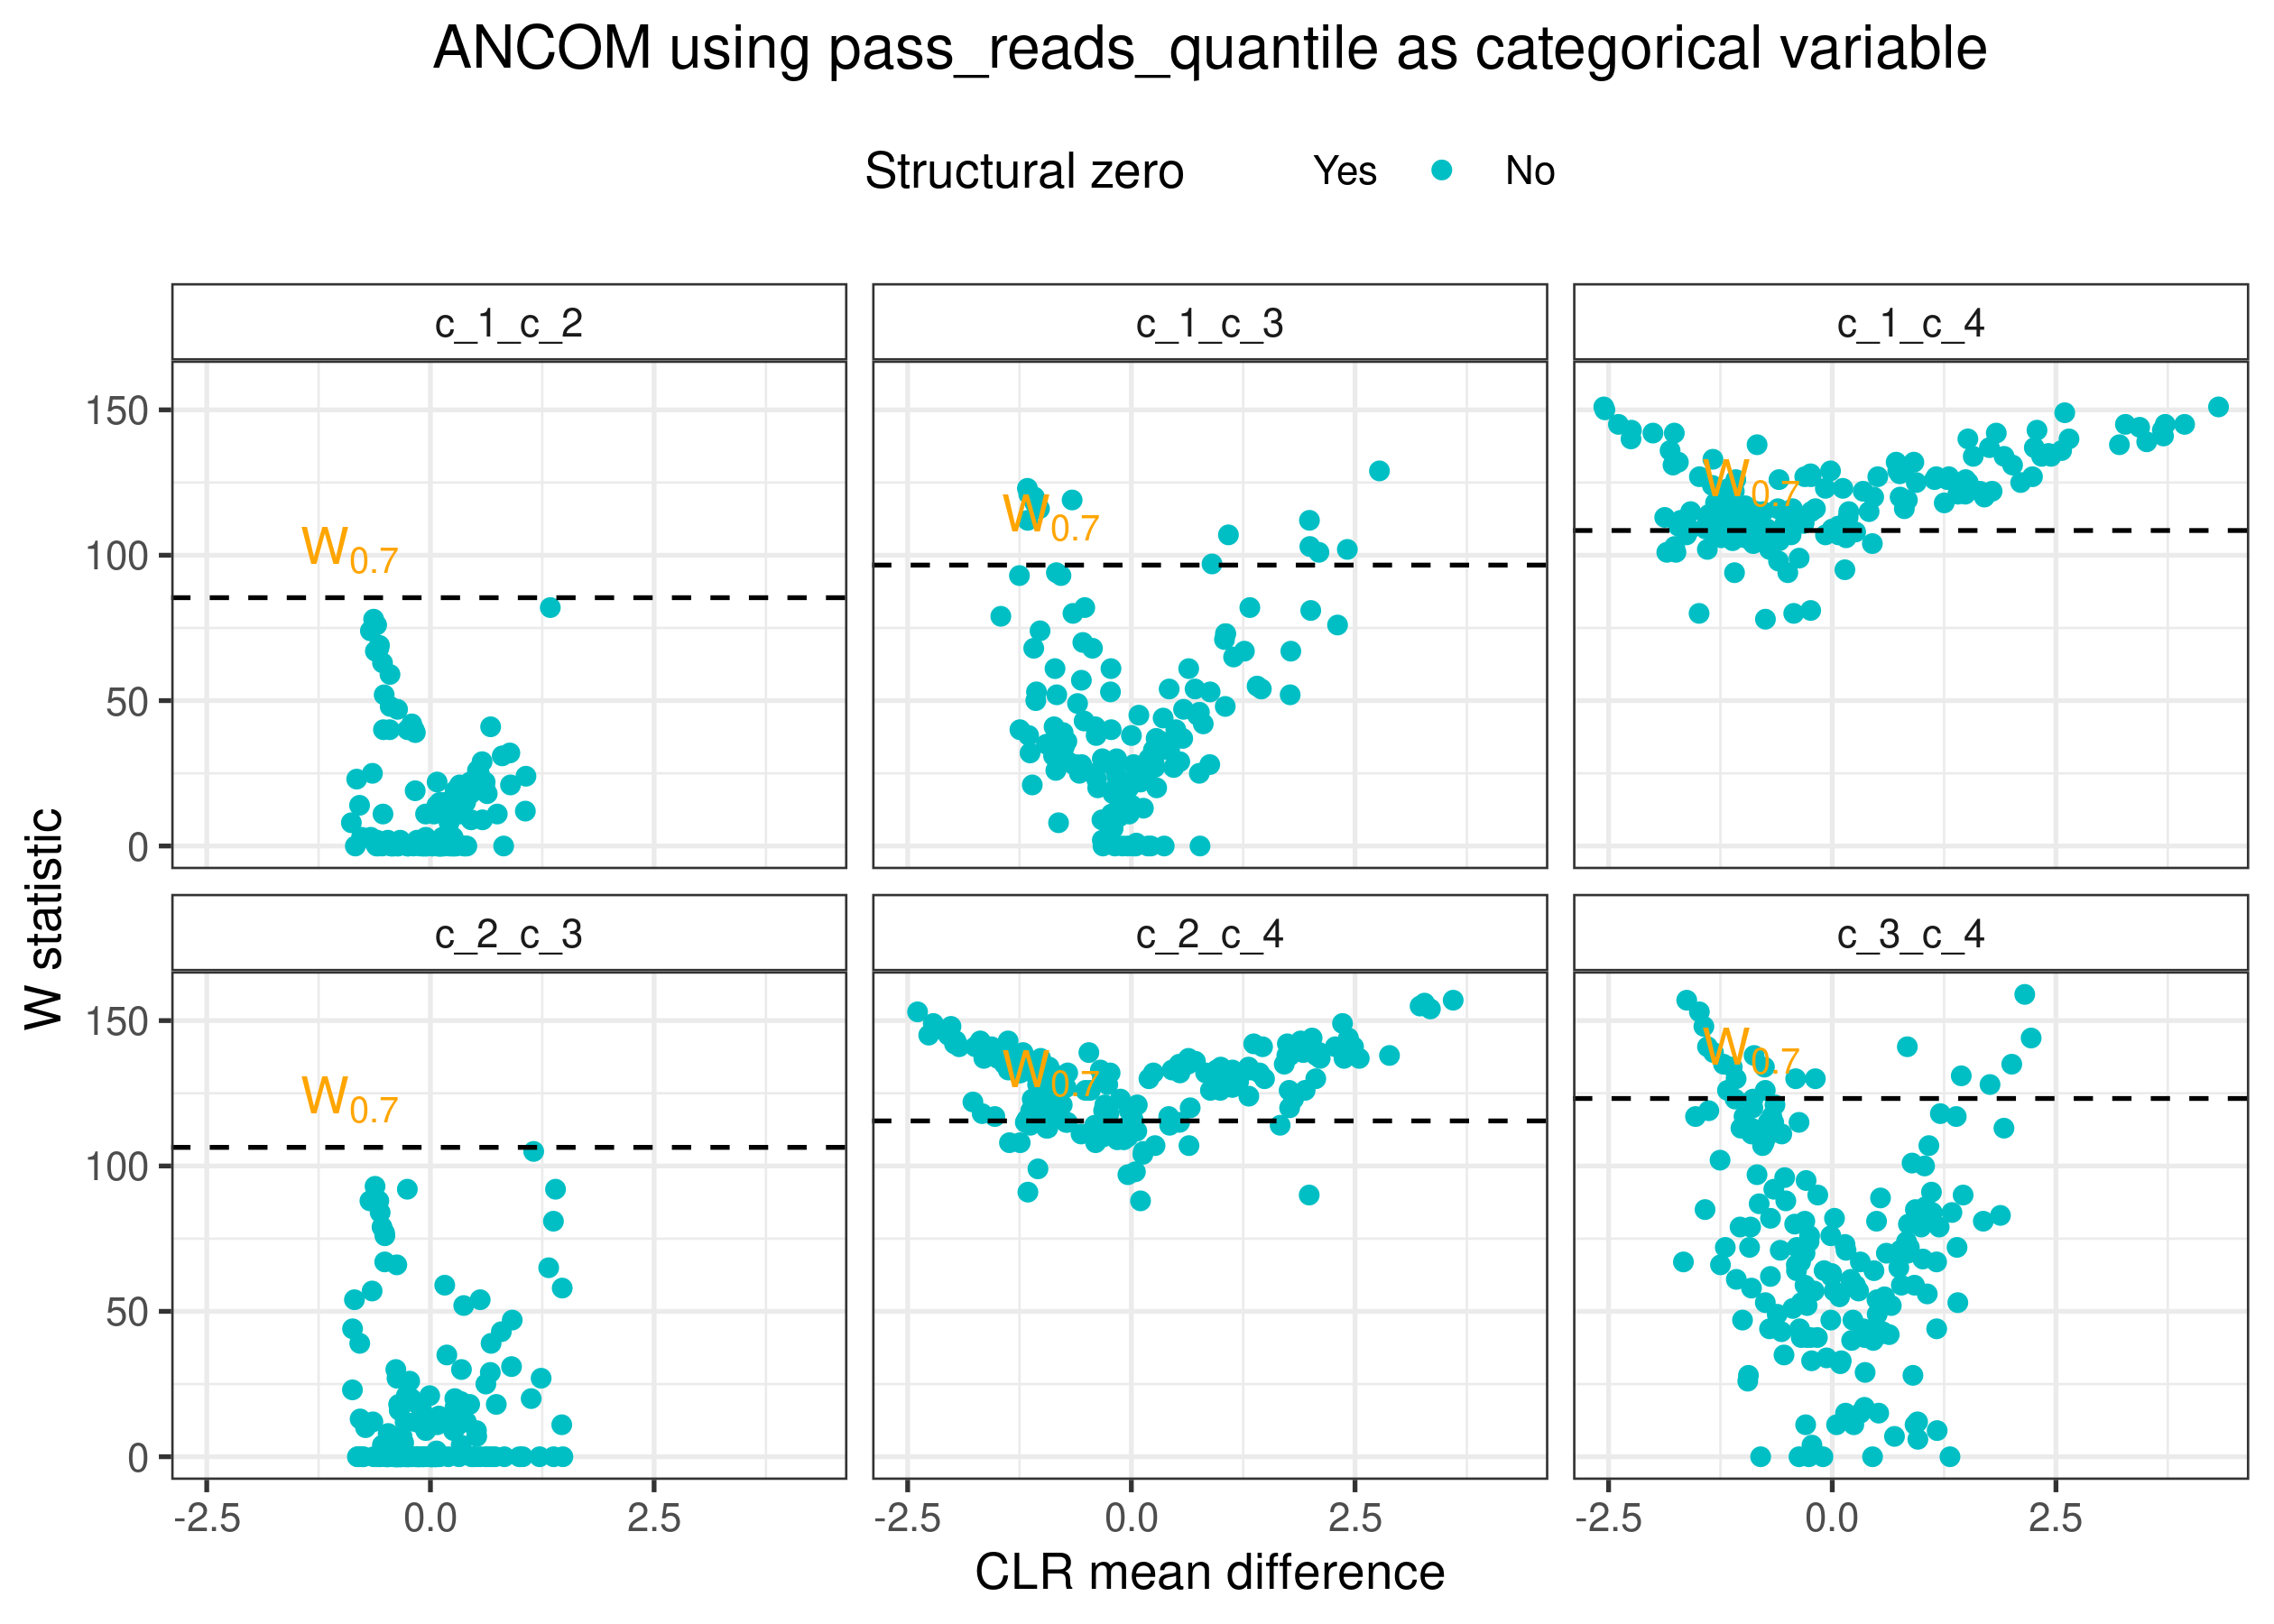 ANCOM using pass_reads_quantile as categorical variable
Structural zero Yes No
c_1_c_2 c_1_c_3 c_1_c_4
W statistic
150
100
50
0
W0.7 W0.7 W0.7
c_2_c_3 c_2_c_4 c_3_c_4
150
100
50
0
W0.7 W0.7 W0.7
-2.5 0.0 2.5 -2.5 0.0 2.5 -2.5 0.0 2.5
CLR mean difference